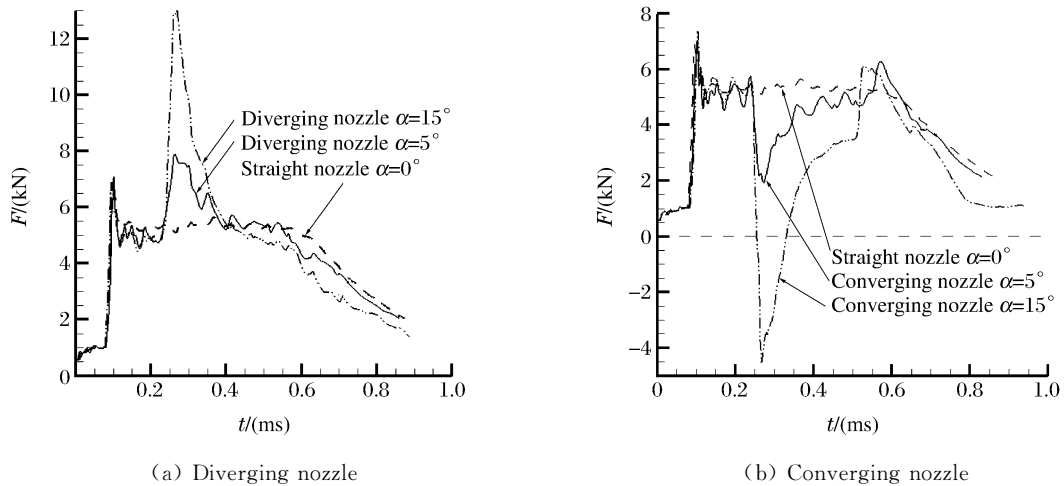 12
10
8
6
4
2
0
F/(kN)
Diverging nozzle α=15°
Diverging nozzle α=5°
Straight nozzle α=0°
0.2
0.4
0.6
0.8
1.0
t/(ms)
(a) Diverging nozzle
8
6
4
2
0
−2
−4
F/(kN)
Straight nozzle α=0°
Converging nozzle α=5°
Converging nozzle α=15°
0
0.2
0.4
0.6
0.8
1.0
t/(ms)
(b) Converging nozzle